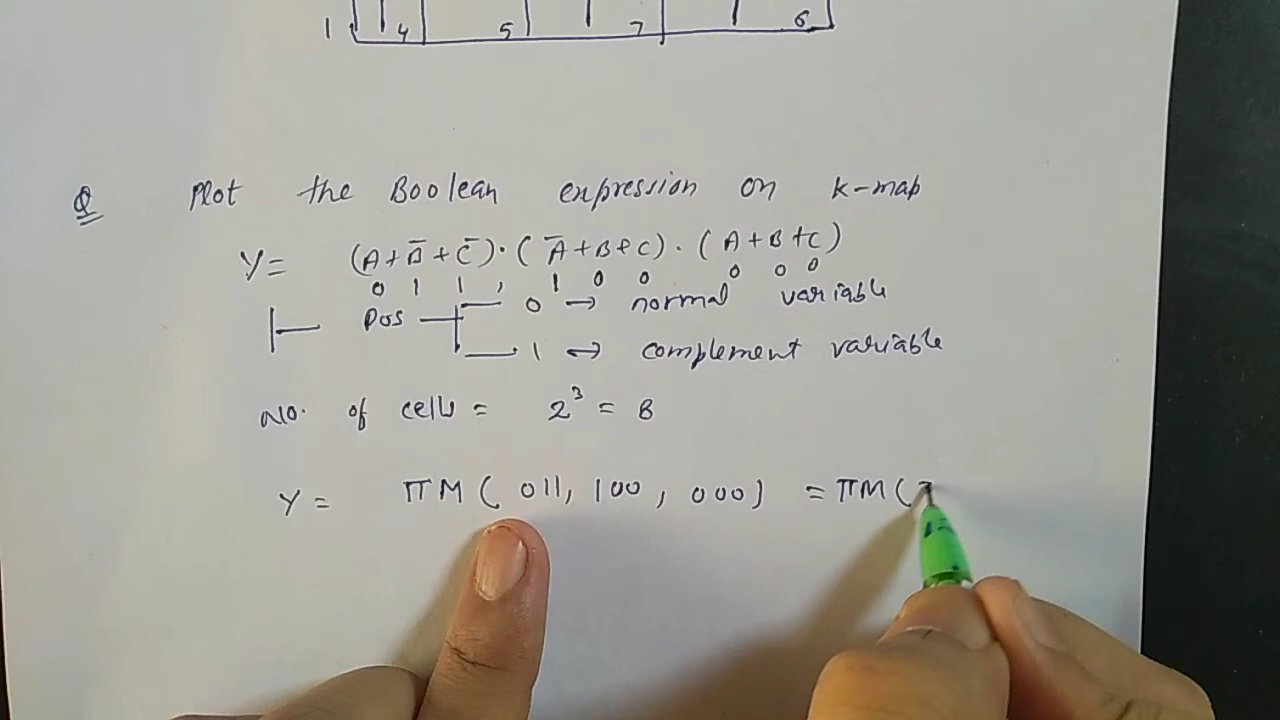 1 4 5 7 6
Q Plot the Boolean expression on k-map
Y= (A+B̄+C̄)·(Ā+B+C)·(A+B+C)
0 1 1 , 1 0 0 0 0 0
POS 0 → normal variable
1 → complement variable
No. of cells = 2³ = 8
Y = πM( 011, 100, 000) = πM(3